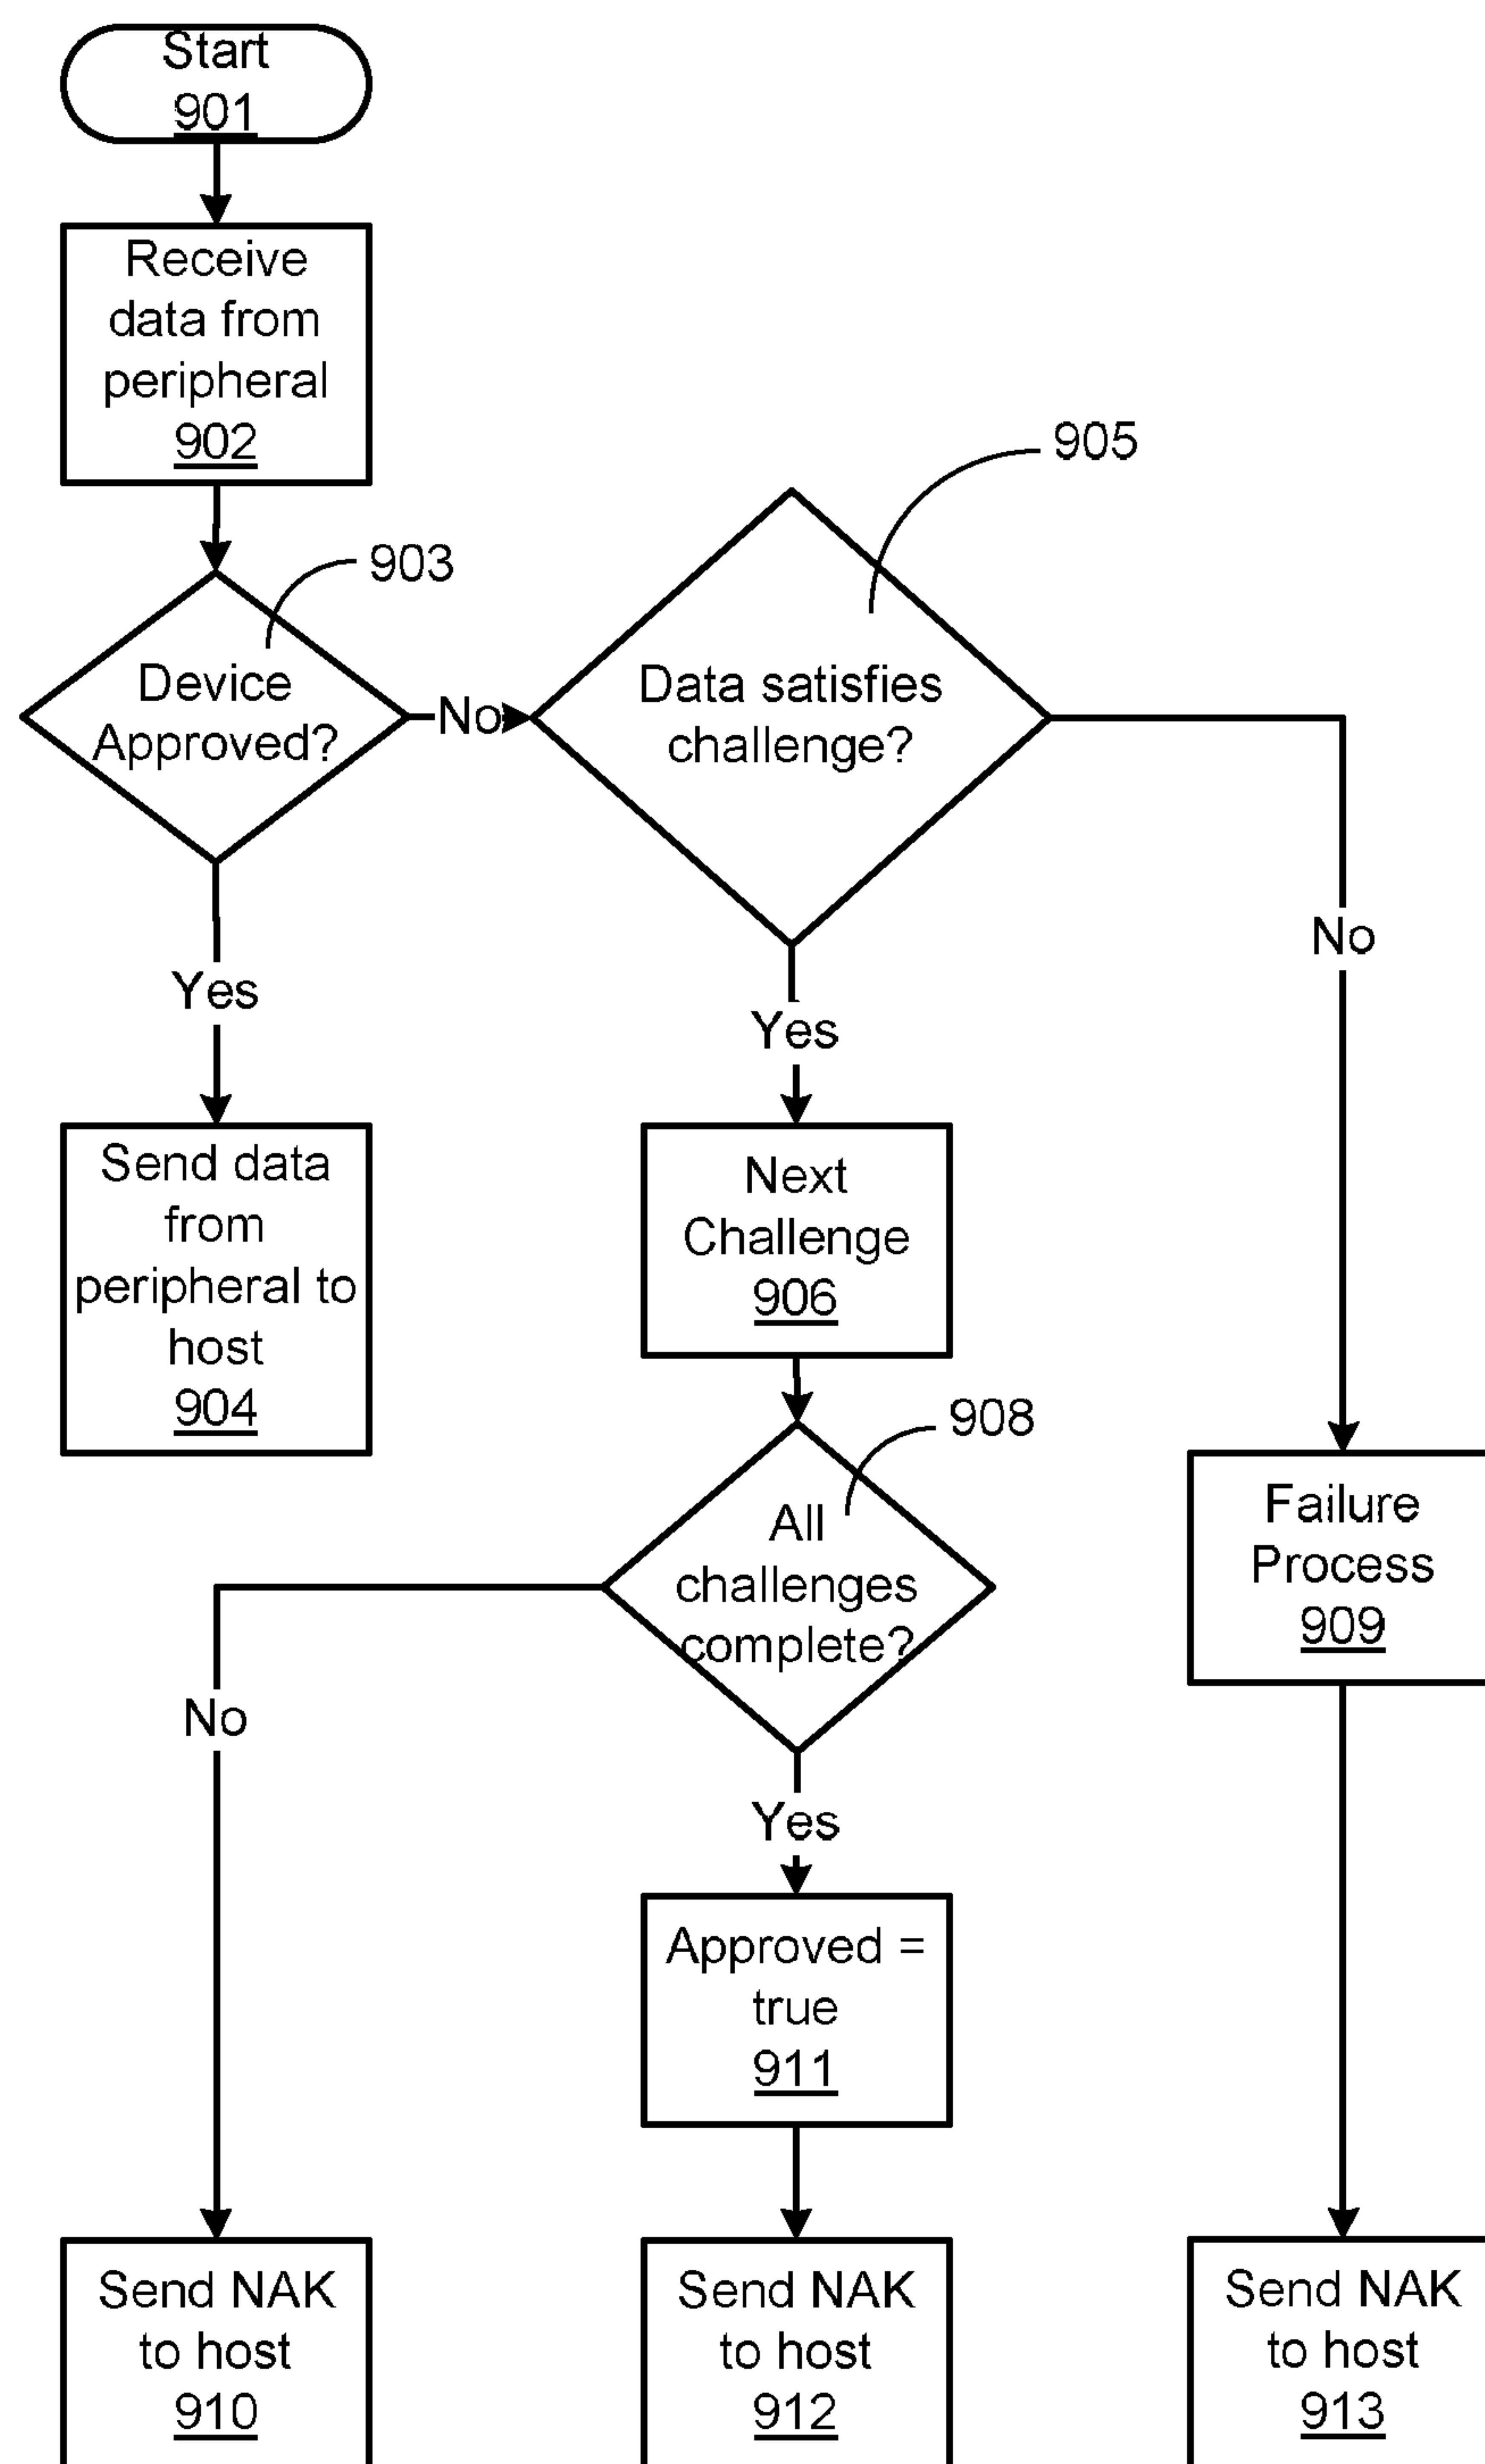 Start
901
Receive
data from
peripheral
902
903
Device
Approved?
No
905
Data satisfies
challenge?
No
Yes
Send data
from
peripheral to
host
904
Yes
Next
Challenge
906
908
All
challenges
complete?
Failure
Process
909
No
Yes
Approved =
true
911
Send NAK
to host
910
Send NAK
to host
912
Send NAK
to host
913